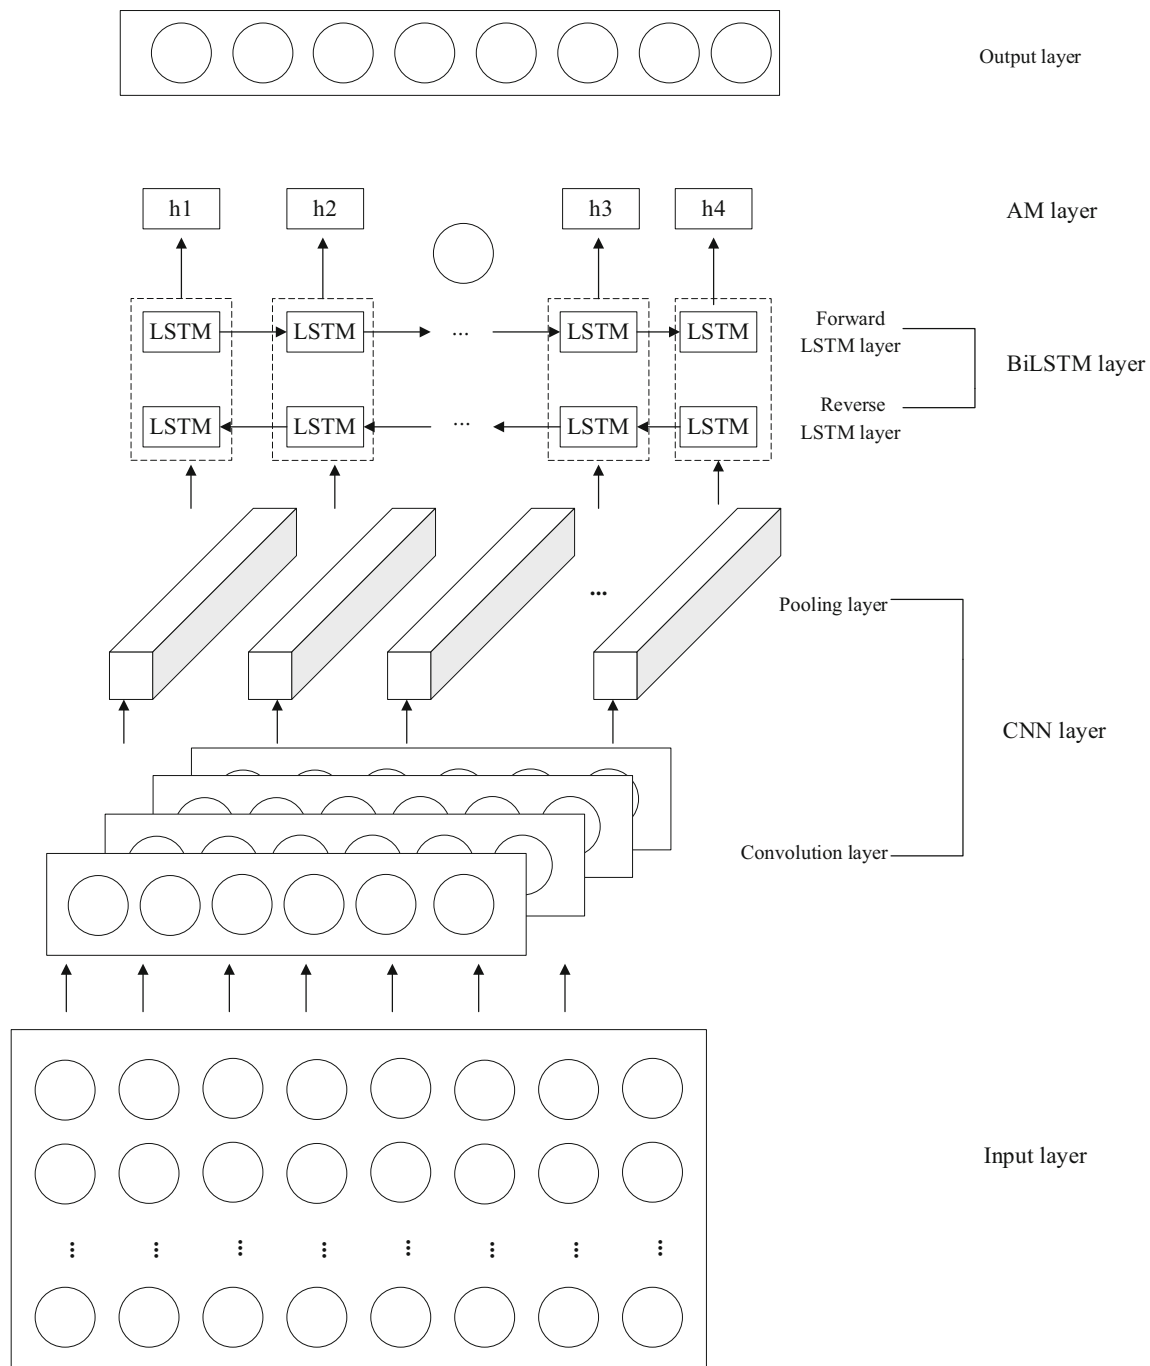 Output layer
h1 h2 h3 h4 AM layer
LSTM LSTM ... LSTM LSTM
Forward
LSTM layer
BiLSTM layer
LSTM LSTM ... LSTM LSTM
Reverse
LSTM layer
...
Pooling layer
CNN layer
Convolution layer
Input layer